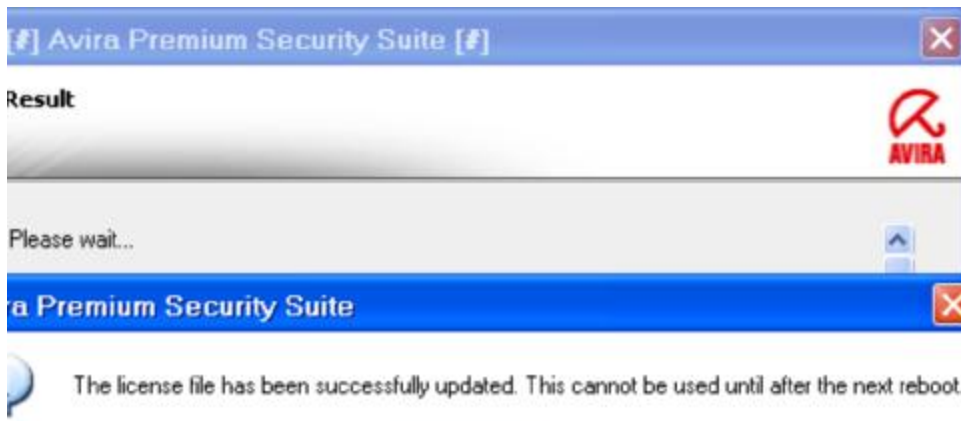 [#] Avira Premium Security Suite [#]
Result
AVIRA
Please wait...
ra Premium Security Suite
The license file has been successfully updated. This cannot be used until after the next reboot.